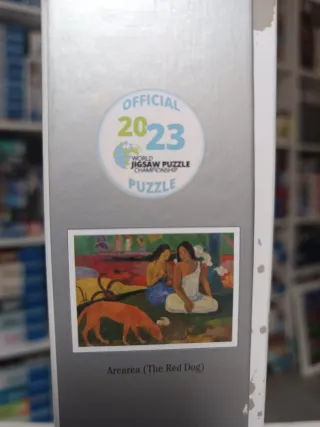 OFFICIAL
2023
WORLD
JIGSAW PUZZLE
CHAMPIONSHIP
PUZZLE
Arearea (The Red Dog)